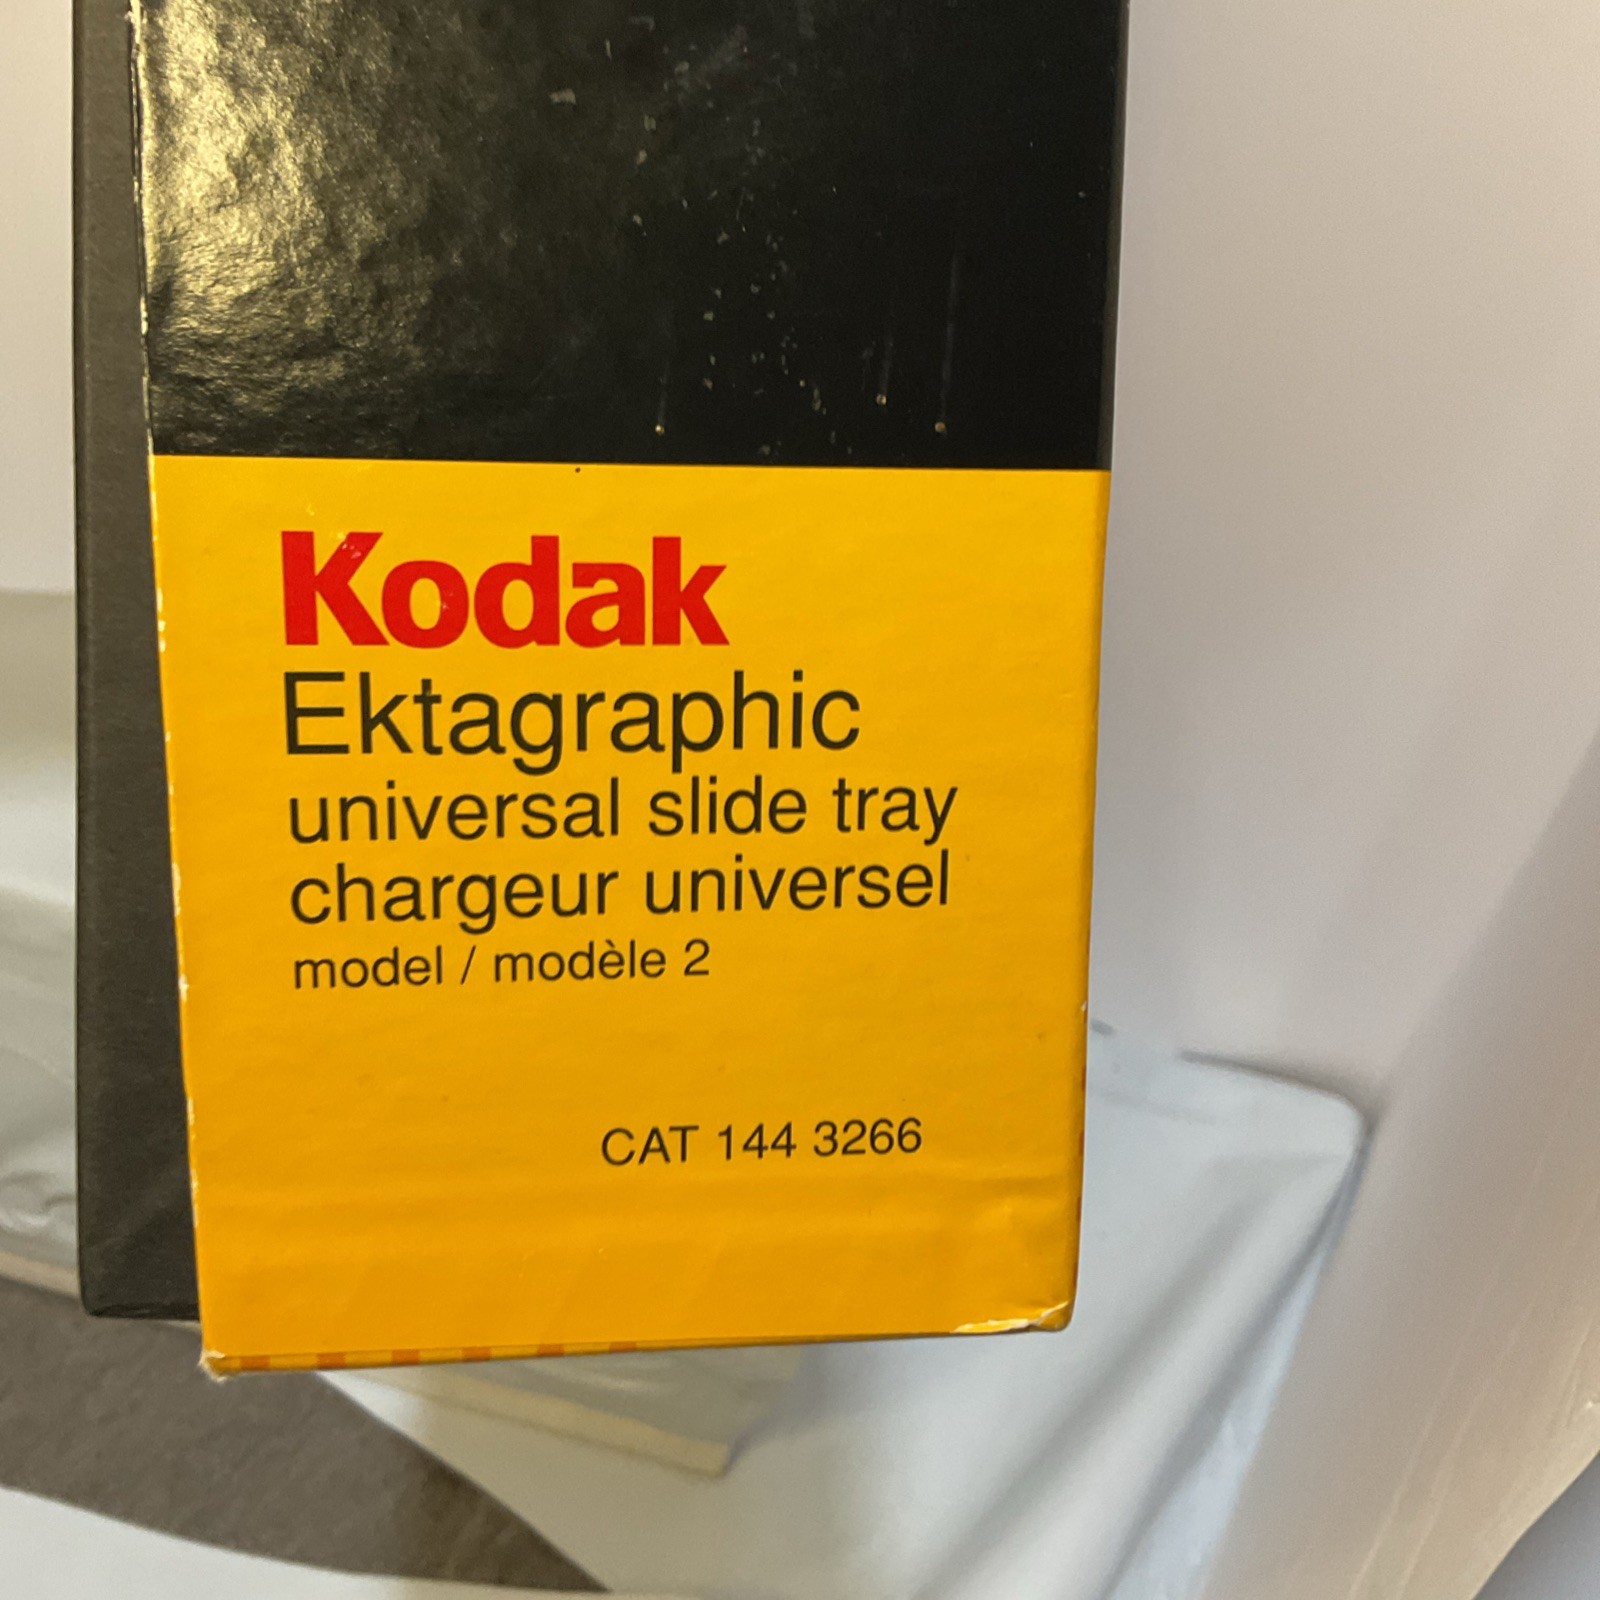 Kodak
Ektagraphic
universal slide tray
chargeur universel
model / modèle 2
CAT 144 3266